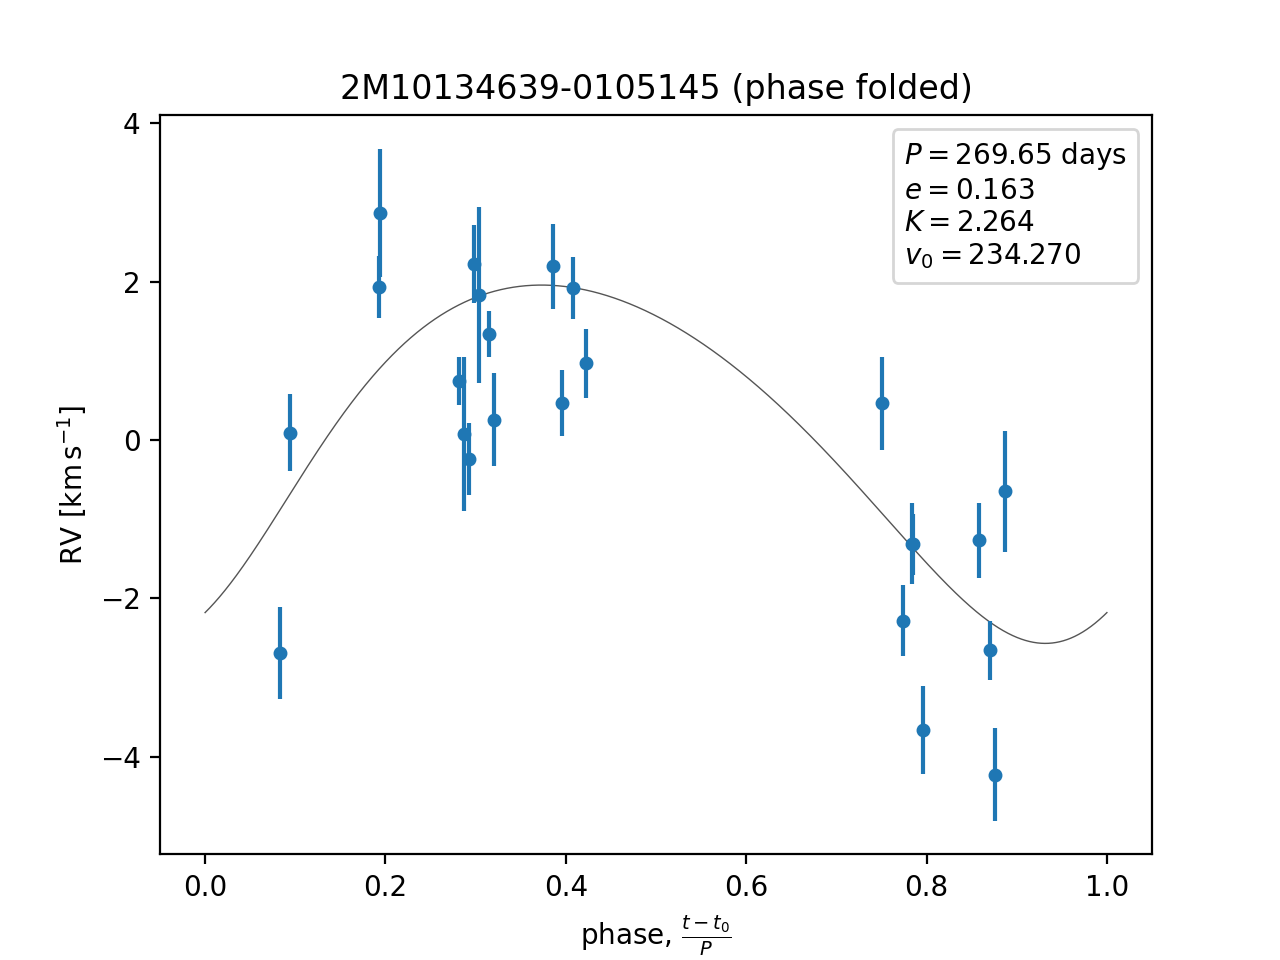 2M10134639-0105145 (phase folded)
P = 269.65 days
e = 0.163
K = 2.264
v₀ = 234.270
4
2
0
−2
−4
RV [km s⁻¹]
0.0 0.2 0.4 0.6 0.8 1.0
phase, (t − t₀)/P